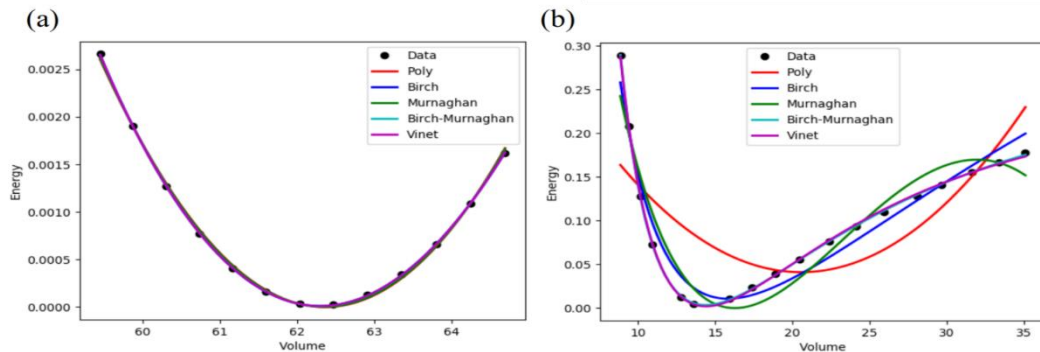 (a)
0.0025
0.0020
0.0015
0.0010
0.0005
0.0000
Energy
60
61
62
63
64
Volume
Data
Poly
Birch
Murnaghan
Birch-Murnaghan
Vinet
(b)
0.30
0.25
0.20
0.15
0.10
0.05
0.00
Energy
10
15
20
25
30
35
Volume
Data
Poly
Birch
Murnaghan
Birch-Murnaghan
Vinet